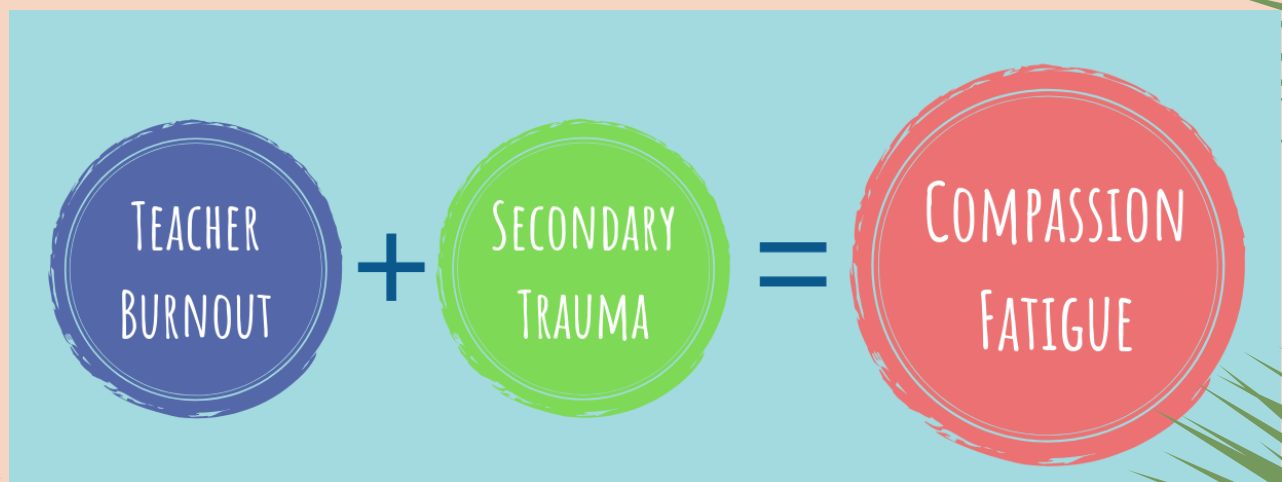 Teacher
Burnout
+
Secondary
Trauma
=
Compassion
Fatigue